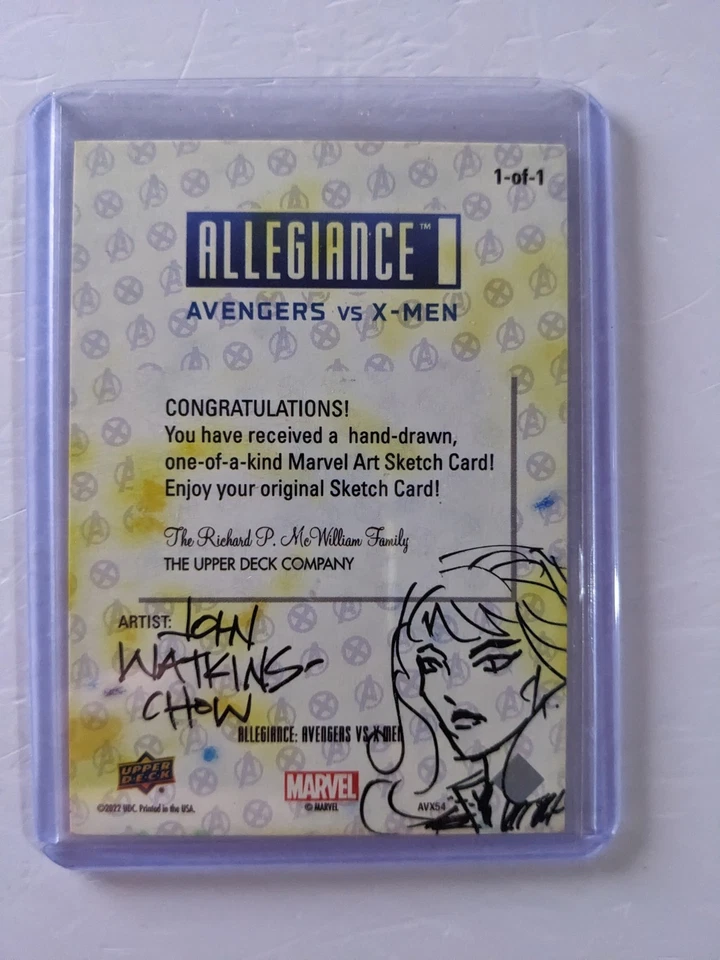 1-of-1
ALLEGIANCE™
AVENGERS VS X-MEN
CONGRATULATIONS!
You have received a hand-drawn,
one-of-a-kind Marvel Art Sketch Card!
Enjoy your original Sketch Card!
The Richard P. McWilliam Family
THE UPPER DECK COMPANY
ARTIST: JOHN
WATKINS-
CHOW
ALLEGIANCE: AVENGERS VS X-MEN
UPPER
D·E·C·K
MARVEL
©2022 UDC. Printed in the USA.
© MARVEL
AVX54